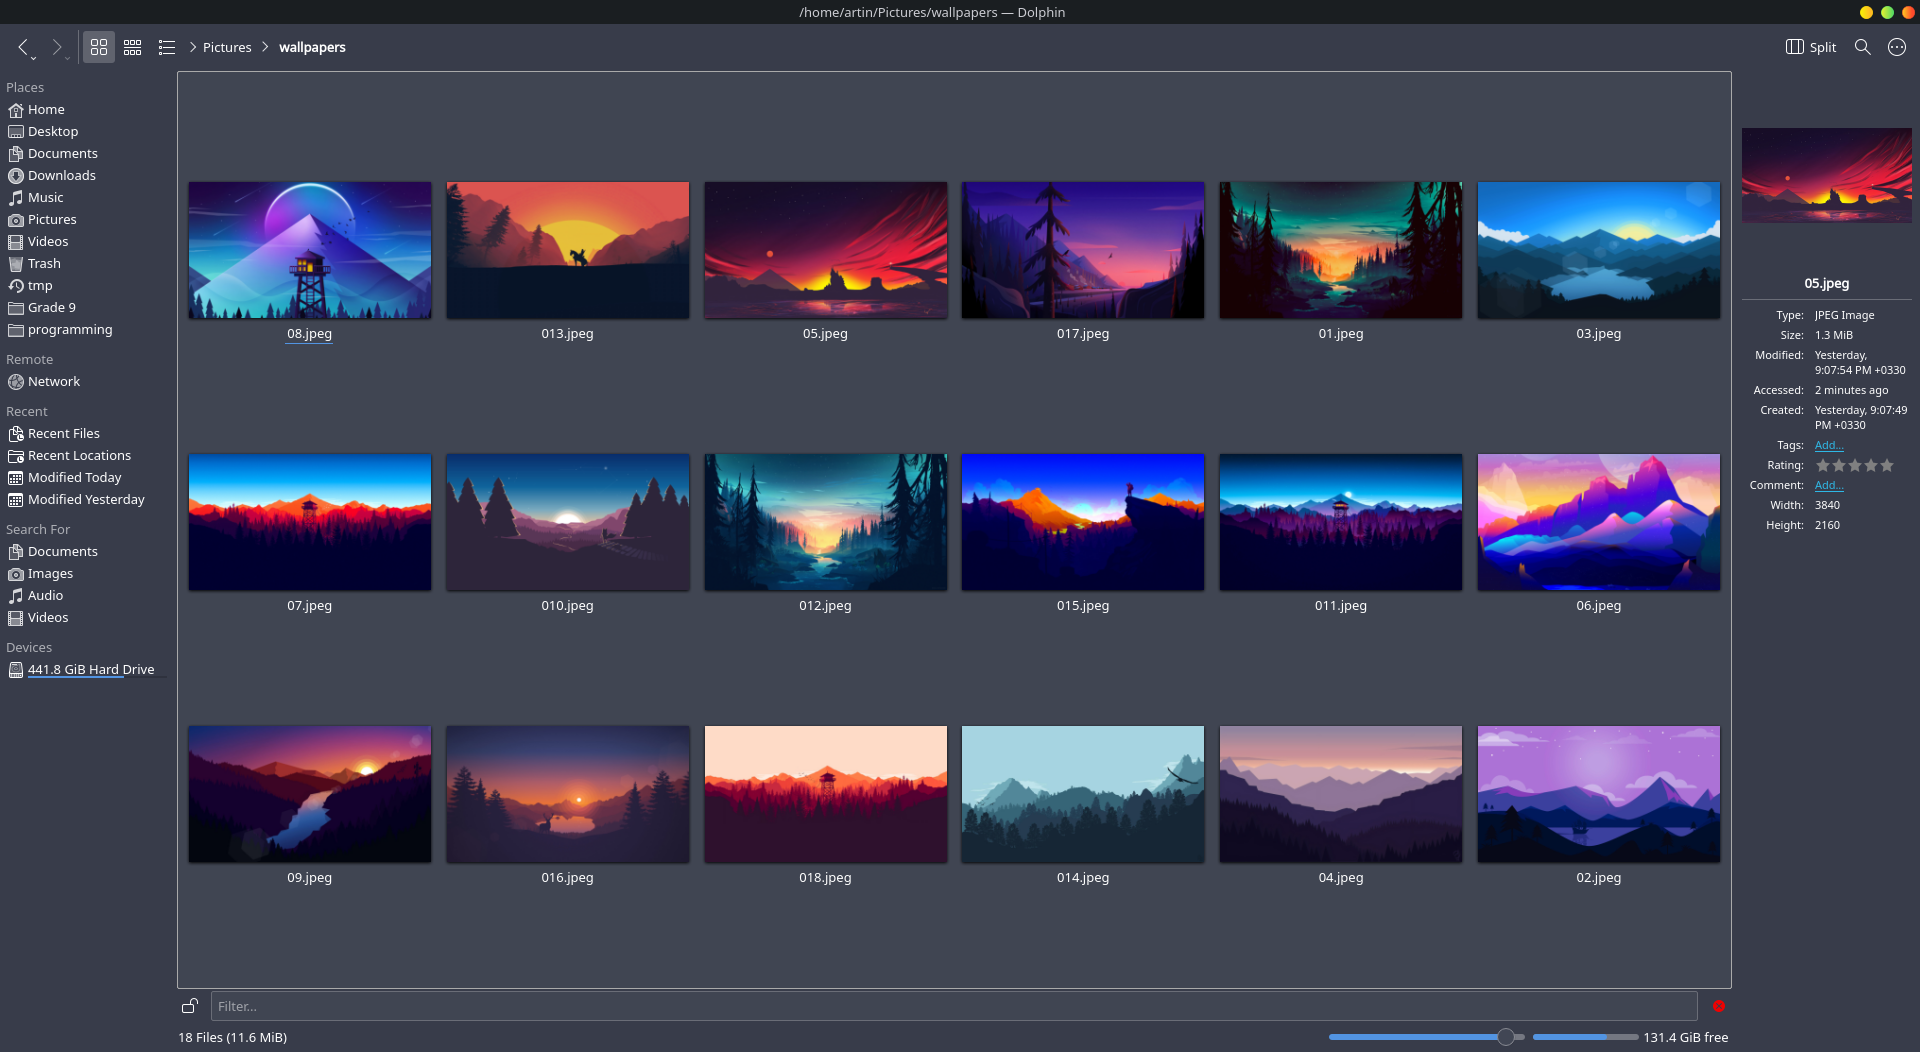 /home/artin/Pictures/wallpapers — Dolphin
Pictures
wallpapers
Split
Places
Home
Desktop
Documents
Downloads
Music
Pictures
Videos
Trash
tmp
Grade 9
programming
Remote
Network
Recent
Recent Files
Recent Locations
Modified Today
Modified Yesterday
Search For
Documents
Images
Audio
Videos
Devices
441.8 GiB Hard Drive
08.jpeg
013.jpeg
05.jpeg
017.jpeg
01.jpeg
03.jpeg
07.jpeg
010.jpeg
012.jpeg
015.jpeg
011.jpeg
06.jpeg
09.jpeg
016.jpeg
018.jpeg
014.jpeg
04.jpeg
02.jpeg
05.jpeg
Type: JPEG Image
Size: 1.3 MiB
Modified: Yesterday,
9:07:54 PM +0330
Accessed: 2 minutes ago
Created: Yesterday, 9:07:49
PM +0330
Tags: Add...
Rating:
Comment: Add...
Width: 3840
Height: 2160
Filter...
18 Files (11.6 MiB)
131.4 GiB free